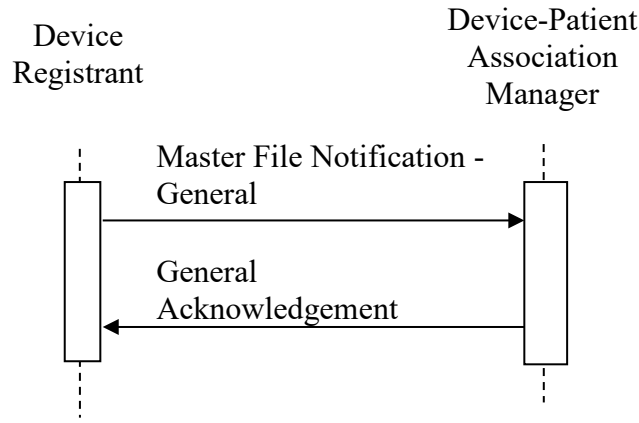 Device
Registrant
Device-Patient
Association
Manager
Master File Notification -
General
General
Acknowledgement